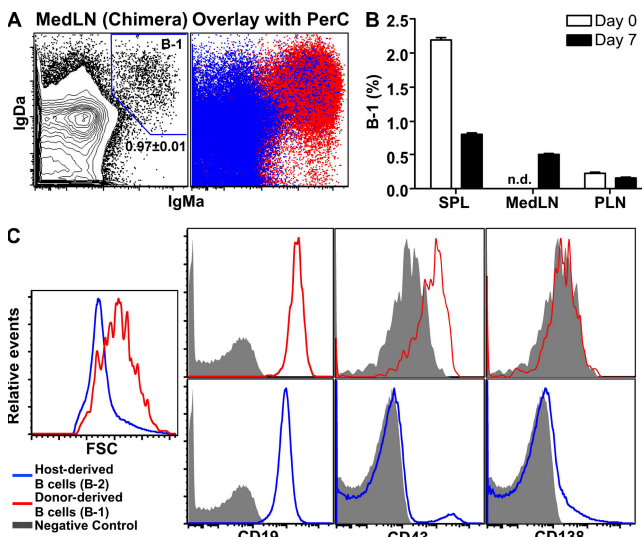 A
MedLN (Chimera)
Overlay with PerC
B-1
0.97±0.01
IgDa
IgMa
B
Day 0
Day 7
B-1 (%)
2.5
2.0
1.5
1.0
0.5
0.0
n.d.
SPL
MedLN
PLN
C
Relative events
FSC
Host-derived
B cells (B-2)
Donor-derived
B cells (B-1)
Negative Control
CD19
CD43
CD138